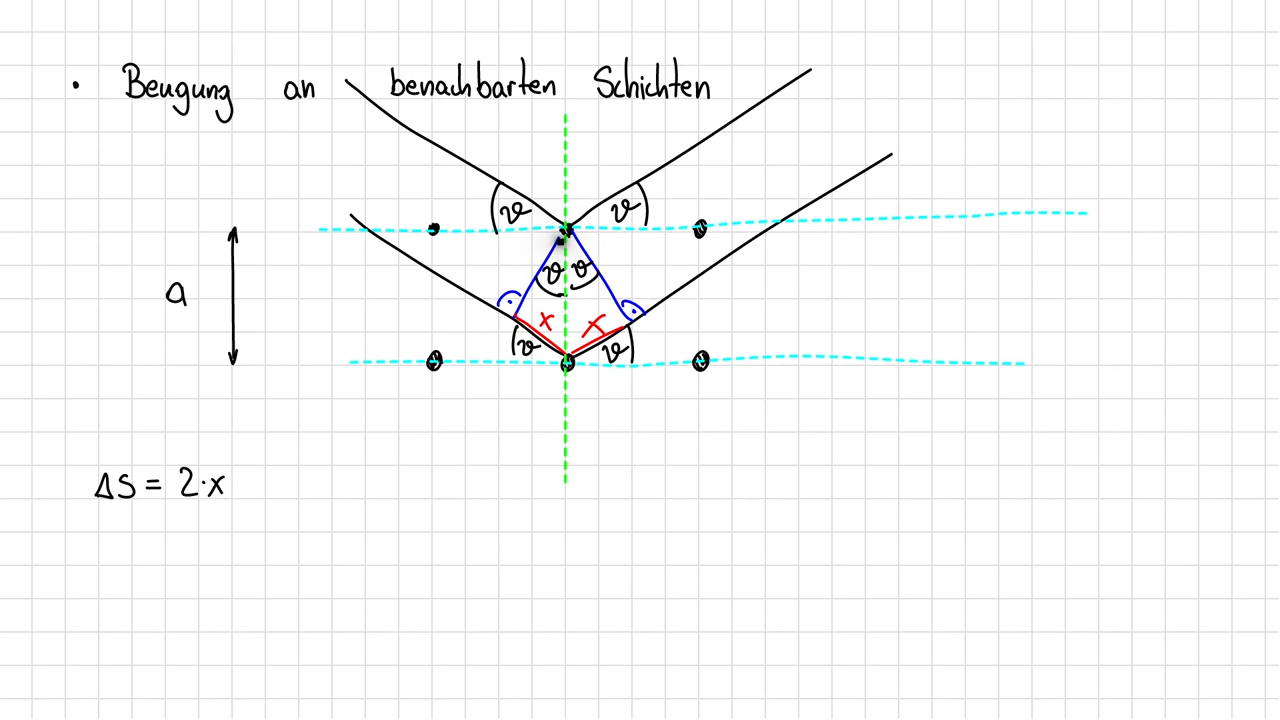 • Beugung an benachbarten Schichten
ϑ ϑ
a
ϑ ϑ
x x
ϑ ϑ
Δs = 2·x